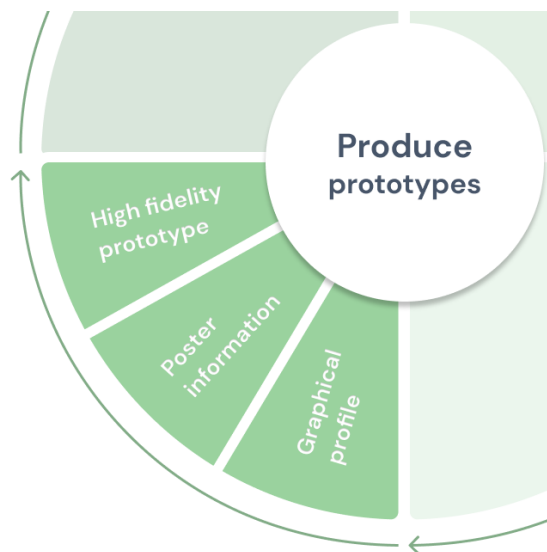 Produce
prototypes
High fidelity
prototype
Poster
information
Graphical
profile